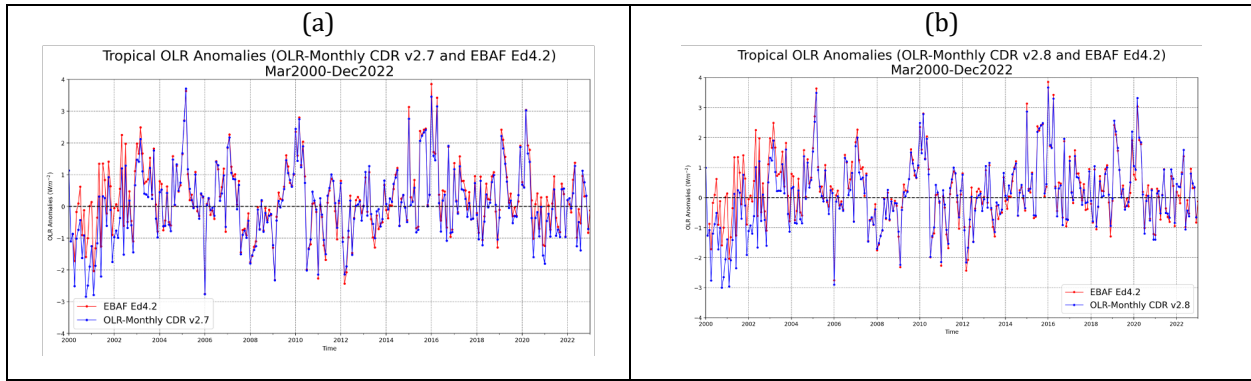 (a)
Tropical OLR Anomalies (OLR-Monthly CDR v2.7 and EBAF Ed4.2)
Mar2000-Dec2022
OLR Anomalies (Wm⁻²)
4
3
2
1
0
−1
−2
−3
−4
EBAF Ed4.2
OLR-Monthly CDR v2.7
2000 2002 2004 2006 2008 2010 2012 2014 2016 2018 2020 2022
Time
(b)
Tropical OLR Anomalies (OLR-Monthly CDR v2.8 and EBAF Ed4.2)
Mar2000-Dec2022
OLR Anomalies (Wm⁻²)
4
3
2
1
0
−1
−2
−3
−4
EBAF Ed4.2
OLR-Monthly CDR v2.8
2000 2002 2004 2006 2008 2010 2012 2014 2016 2018 2020 2022
Time